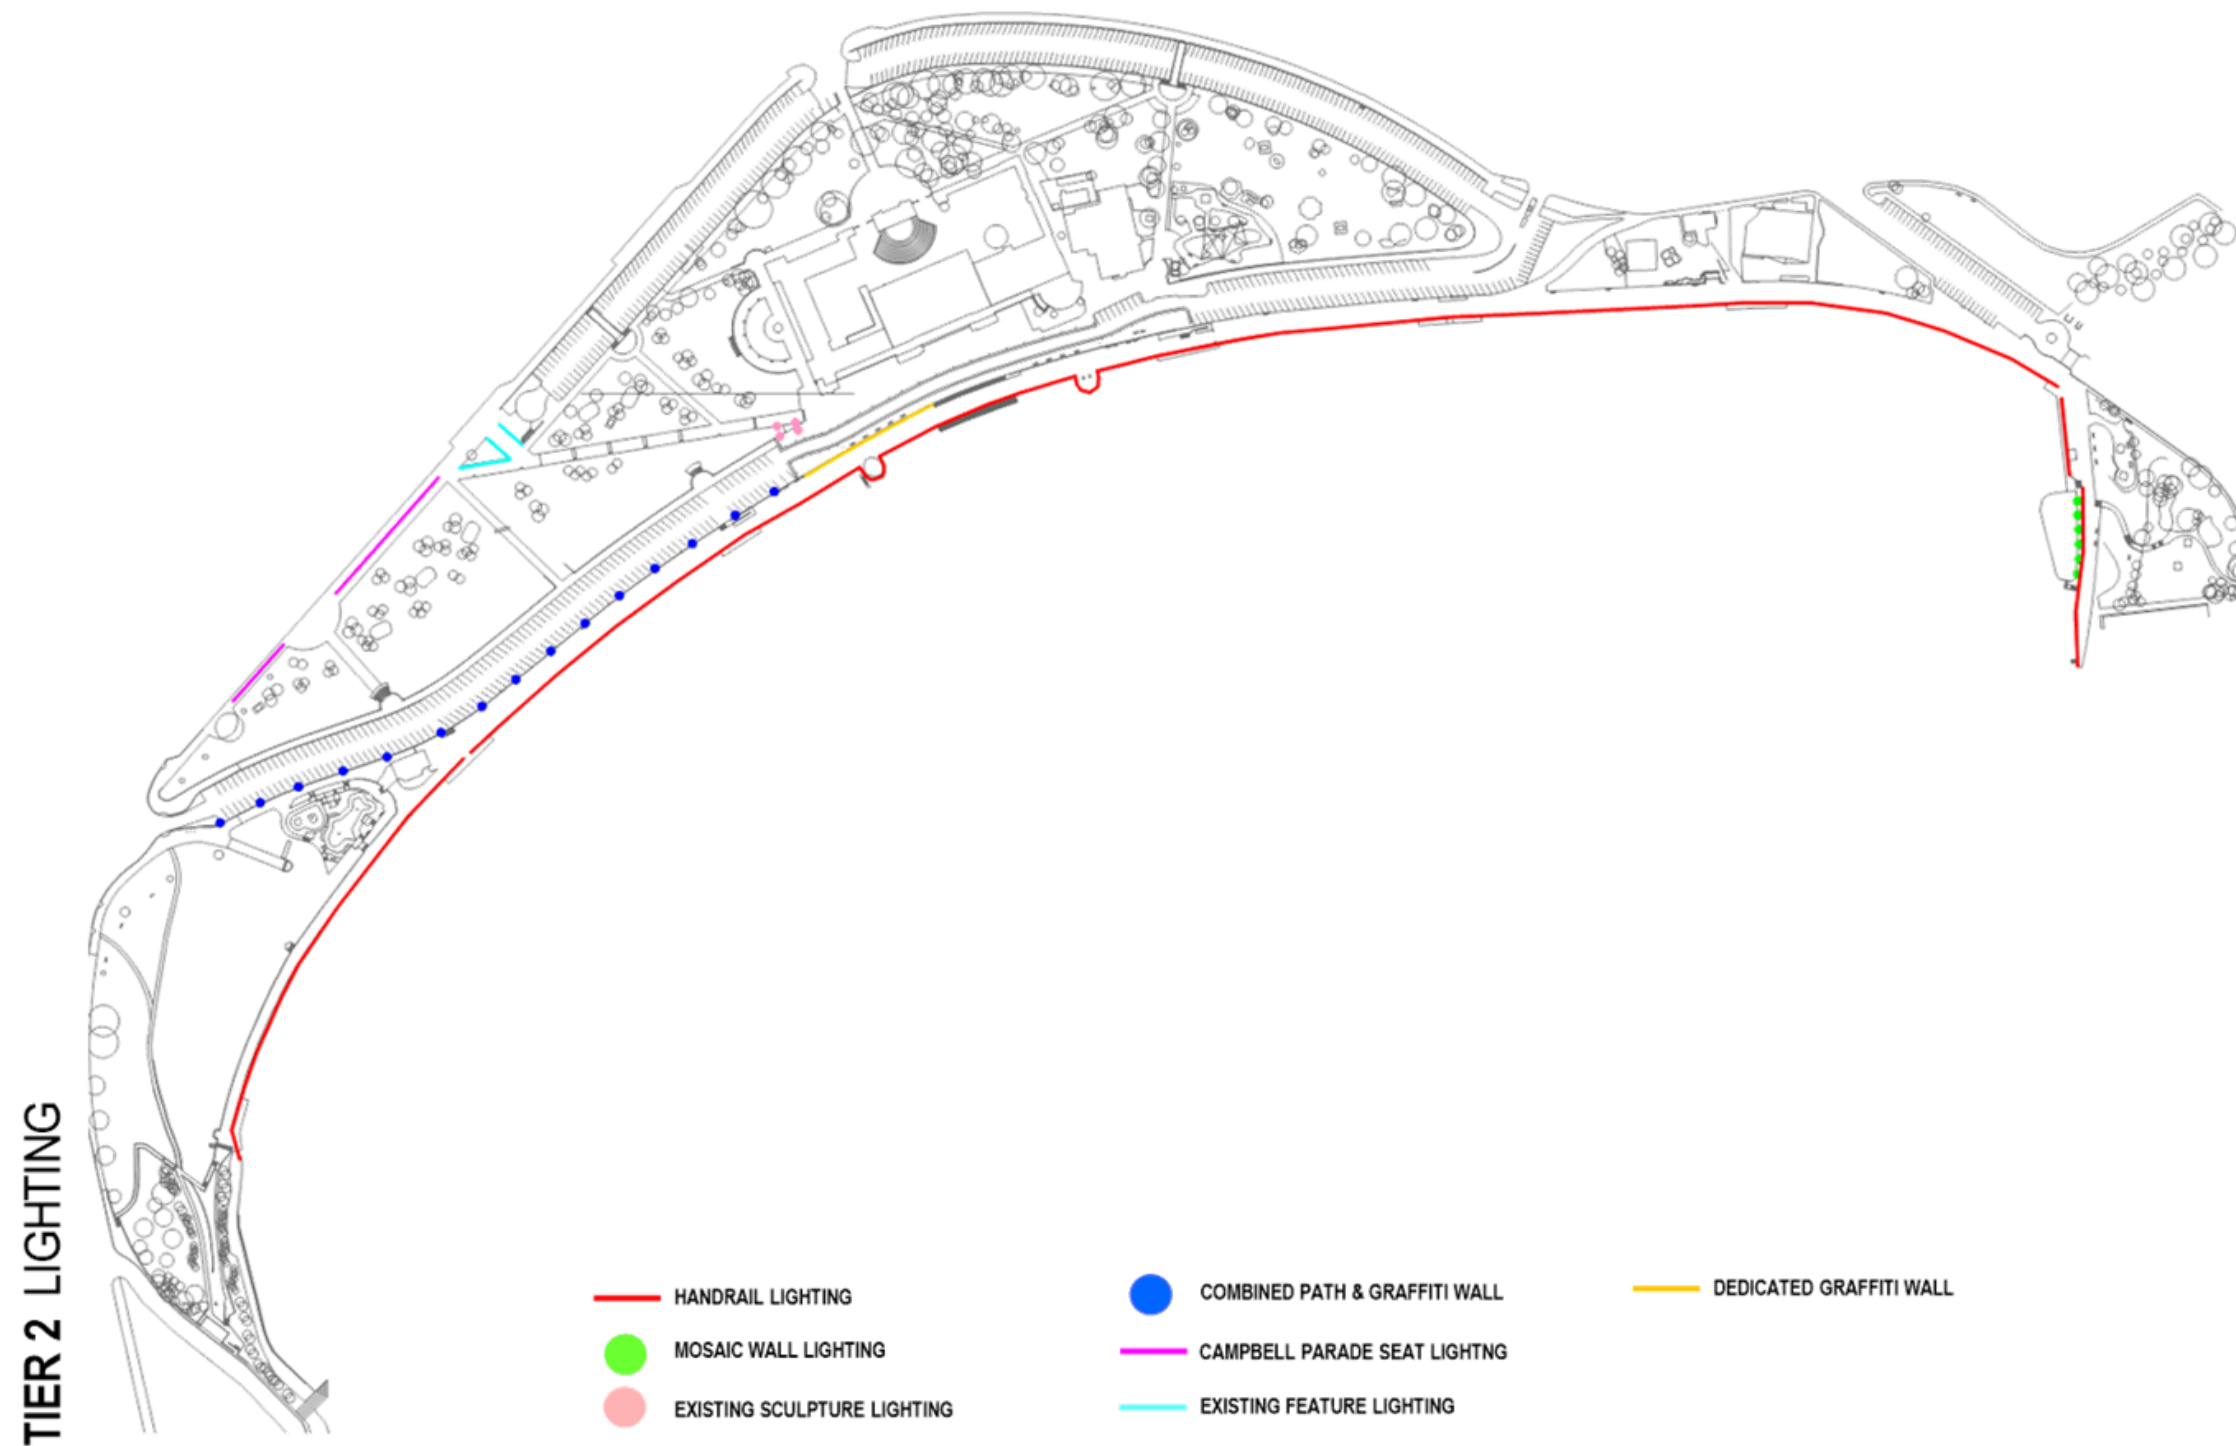 TIER 2 LIGHTING
HANDRAIL LIGHTING
MOSAIC WALL LIGHTING
EXISTING SCULPTURE LIGHTING
COMBINED PATH & GRAFFITI WALL
CAMPBELL PARADE SEAT LIGHTNG
EXISTING FEATURE LIGHTING
DEDICATED GRAFFITI WALL